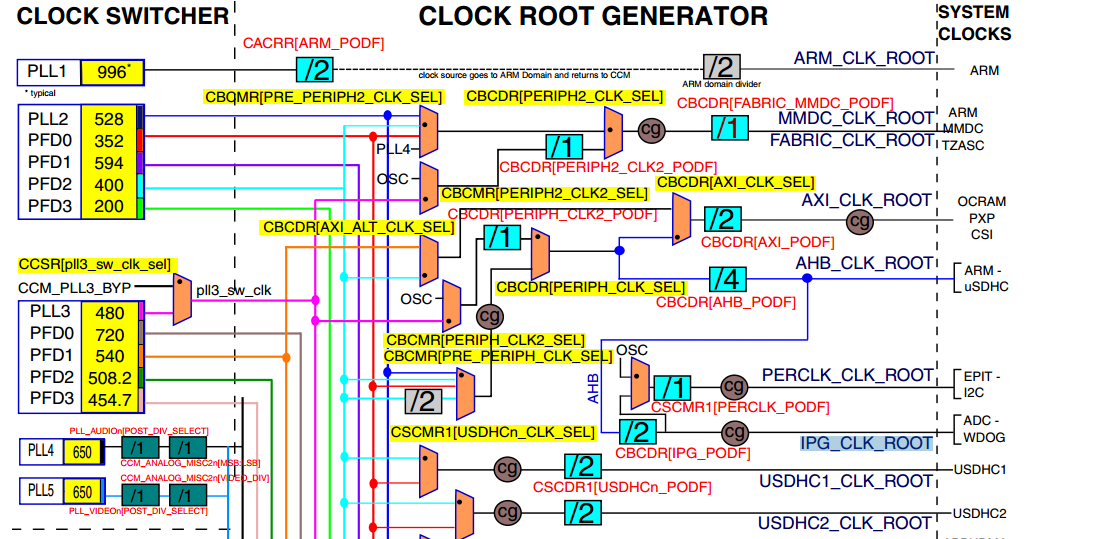 CLOCK SWITCHER
CLOCK ROOT GENERATOR
SYSTEM
CLOCKS
CACRR[ARM_PODF]
PLL1 996*
* typical
/2
clock source goes to ARM Domain and returns to CCM
/2
ARM domain divider
ARM_CLK_ROOT
ARM
CBCMR[PRE_PERIPH2_CLK_SEL]
CBCDR[PERIPH2_CLK_SEL]
CBCDR[FABRIC_MMDC_PODF]
PLL2 528
PFD0 352
PFD1 594
PFD2 400
PFD3 200
PLL4
cg
/1
MMDC_CLK_ROOT
FABRIC_CLK_ROOT
ARM
MMDC
TZASC
/1
CBCDR[PERIPH2_CLK2_PODF]
OSC
CBCMR[PERIPH2_CLK2_SEL]
CBCDR[AXI_CLK_SEL]
CBCDR[PERIPH_CLK2_PODF]
CBCDR[AXI_ALT_CLK_SEL]
/1
/2
AXI_CLK_ROOT
cg
OCRAM
PXP
CSI
CBCDR[AXI_PODF]
CCSR[pll3_sw_clk_sel]
CCM_PLL3_BYP
pll3_sw_clk
OSC
CBCDR[PERIPH_CLK_SEL]
/4
AHB_CLK_ROOT
ARM -
uSDHC
CBCDR[AHB_PODF]
PLL3 480
PFD0 720
PFD1 540
PFD2 508.2
PFD3 454.7
cg
CBCMR[PERIPH_CLK2_SEL]
CBCMR[PRE_PERIPH_CLK_SEL]
OSC
AHB
/2
/1
cg
PERCLK_CLK_ROOT
EPIT -
I2C
CSCMR1[PERCLK_PODF]
/2
cg
IPG_CLK_ROOT
ADC -
WDOG
CBCDR[IPG_PODF]
CSCMR1[USDHCn_CLK_SEL]
PLL_AUDIOn[POST_DIV_SELECT]
PLL4 650
/1
/1
CCM_ANALOG_MISC2n[MSB:LSB]
CCM_ANALOG_MISC2n[VIDEO_DIV]
PLL5 650
/1
/1
PLL_VIDEOn[POST_DIV_SELECT]
cg
/2
USDHC1
CSCDR1[USDHCn_PODF]
USDHC1_CLK_ROOT
cg
/2
USDHC2
USDHC2_CLK_ROOT